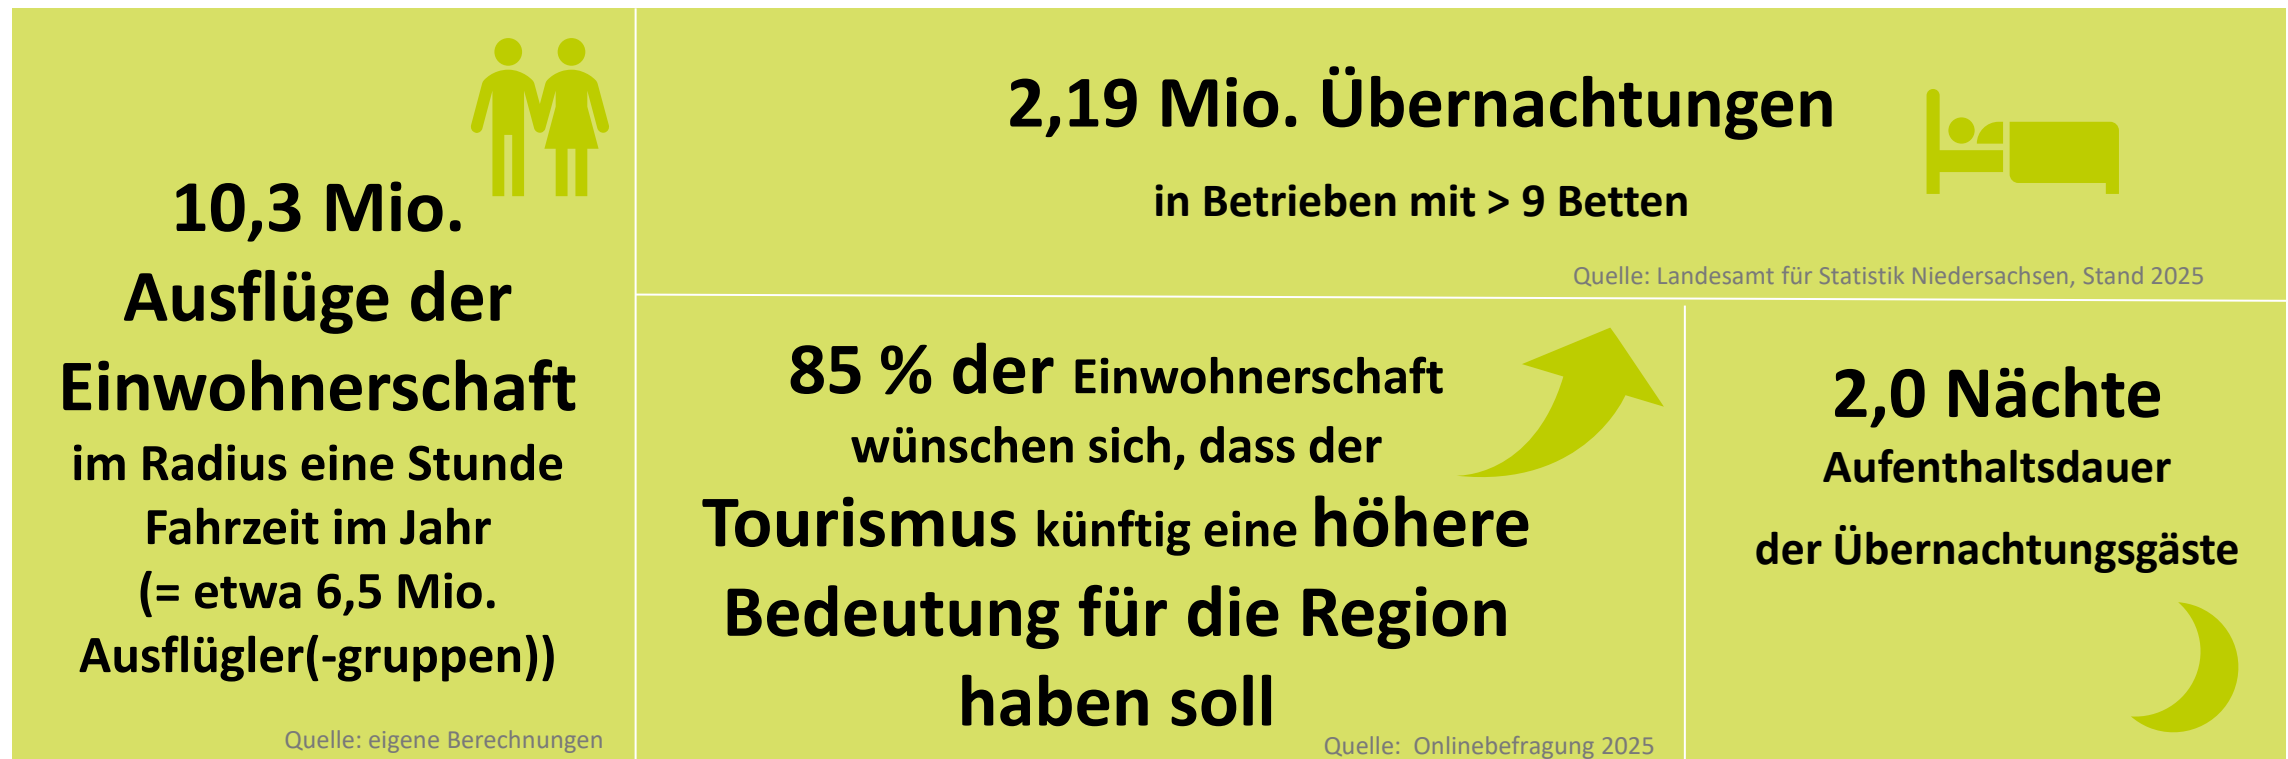 10,3 Mio.
Ausflüge der
Einwohnerschaft
im Radius eine Stunde
Fahrzeit im Jahr
(= etwa 6,5 Mio.
Ausflügler(-gruppen))
Quelle: eigene Berechnungen
2,19 Mio. Übernachtungen
in Betrieben mit > 9 Betten
Quelle: Landesamt für Statistik Niedersachsen, Stand 2025
85 % der Einwohnerschaft
wünschen sich, dass der
Tourismus künftig eine höhere
Bedeutung für die Region
haben soll
Quelle: Onlinebefragung 2025
2,0 Nächte
Aufenthaltsdauer
der Übernachtungsgäste